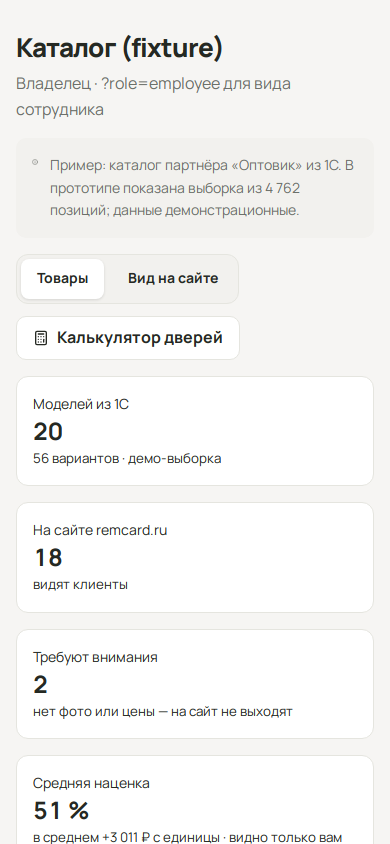 Каталог (fixture)
Владелец · ?role=employee для вида
сотрудника
Пример: каталог партнёра «Оптовик» из 1С. В
прототипе показана выборка из 4 762
позиций; данные демонстрационные.
Товары
Вид на сайте
Калькулятор дверей
Моделей из 1С
20
56 вариантов · демо-выборка
На сайте remcard.ru
18
видят клиенты
Требуют внимания
2
нет фото или цены — на сайт не выходят
Средняя наценка
51 %
в среднем +3 011 ₽ с единицы · видно только вам